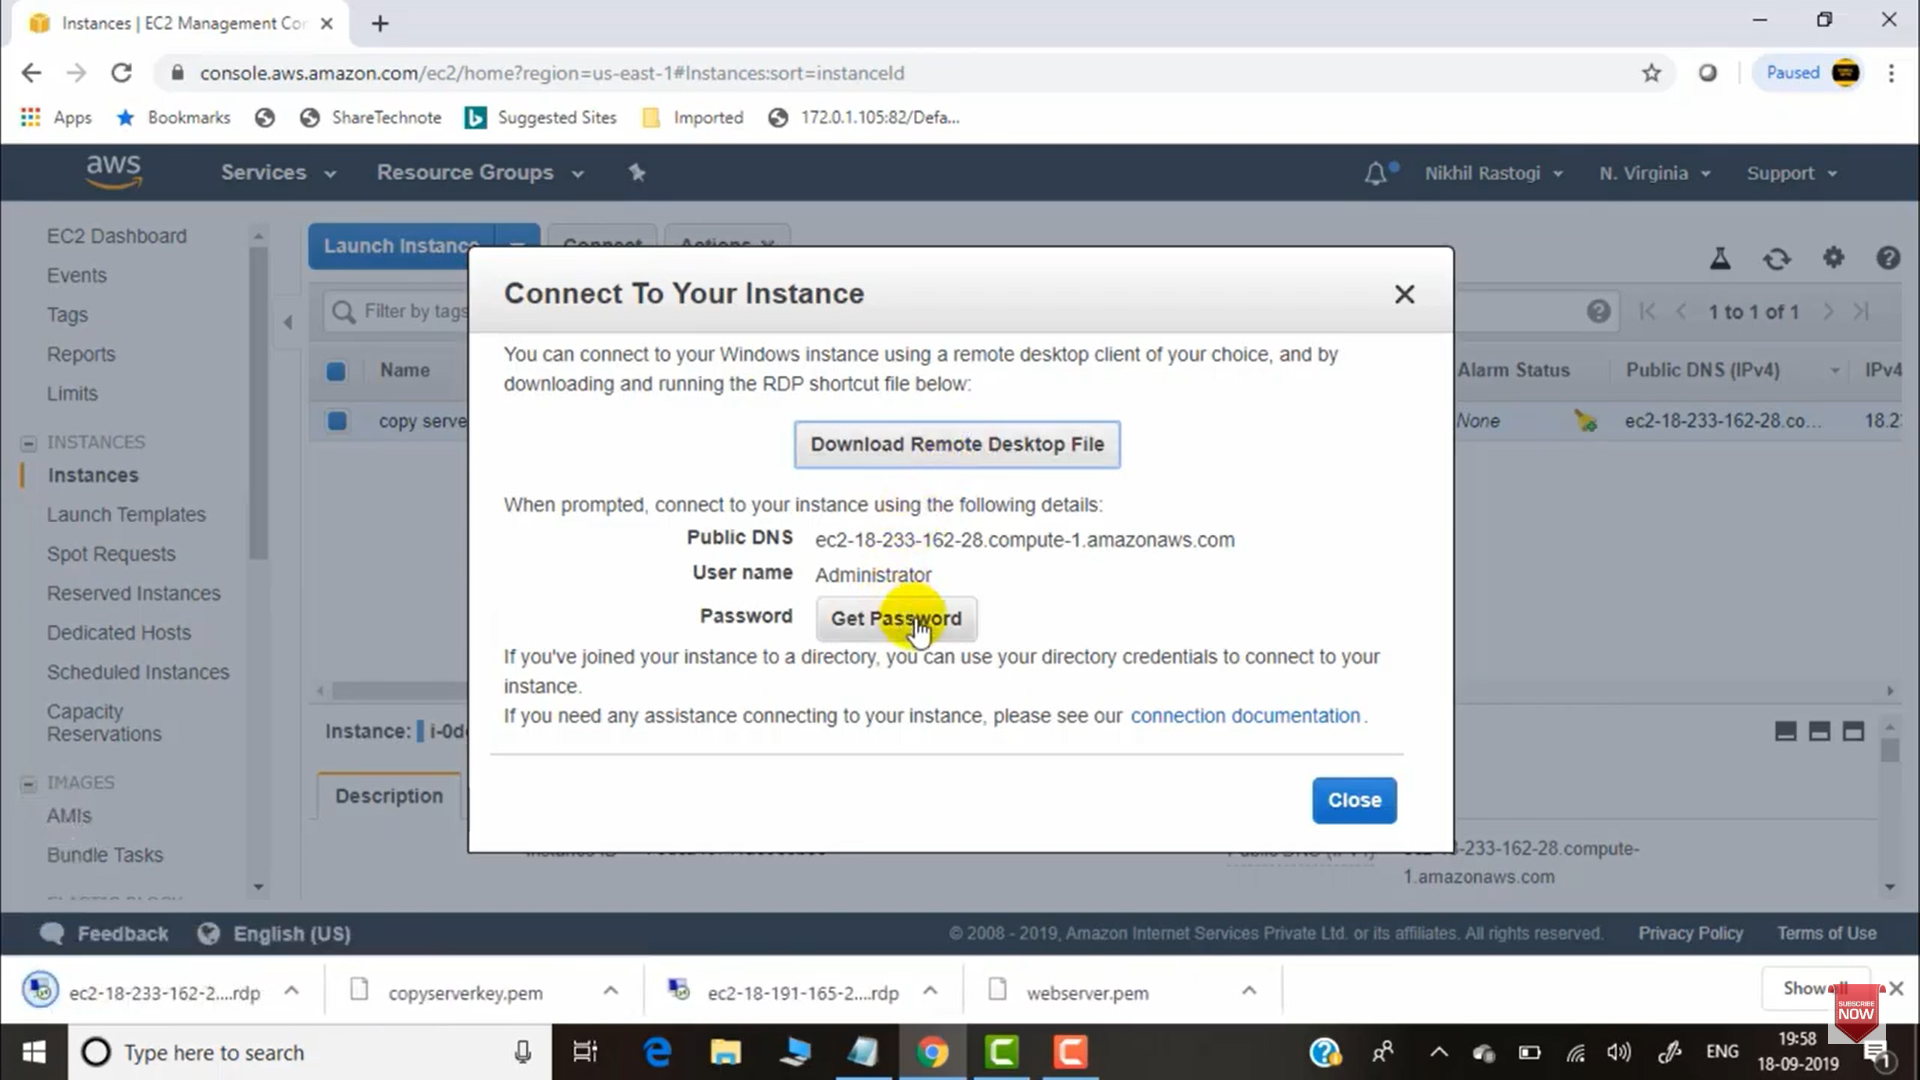 Instances | EC2 Management Co
console.aws.amazon.com/ec2/home?region=us-east-1#Instances:sort=instanceId
Paused
Apps
Bookmarks
ShareTechnote
Suggested Sites
Imported
172.0.1.105:82/Defa...
aws
Services
Resource Groups
Nikhil Rastogi
N. Virginia
Support
EC2 Dashboard
Events
Tags
Reports
Limits
INSTANCES
Instances
Launch Templates
Spot Requests
Reserved Instances
Dedicated Hosts
Scheduled Instances
Capacity
Reservations
IMAGES
AMIs
Bundle Tasks
Launch Instance
Connect
Actions
Filter by tags
1 to 1 of 1
Name
Alarm Status
Public DNS (IPv4)
IPv4
copy serve
None
ec2-18-233-162-28.co...
18.2
Connect To Your Instance
You can connect to your Windows instance using a remote desktop client of your choice, and by
downloading and running the RDP shortcut file below:
Download Remote Desktop File
When prompted, connect to your instance using the following details:
Public DNS ec2-18-233-162-28.compute-1.amazonaws.com
User name Administrator
Password Get Password
If you've joined your instance to a directory, you can use your directory credentials to connect to your
instance.
If you need any assistance connecting to your instance, please see our connection documentation.
Close
Instance: i-0d
Description
-233-162-28.compute-
1.amazonaws.com
Feedback
English (US)
© 2008 - 2019, Amazon Internet Services Private Ltd. or its affiliates. All rights reserved.
Privacy Policy
Terms of Use
ec2-18-233-162-2....rdp
copyserverkey.pem
ec2-18-191-165-2....rdp
webserver.pem
Show all
SUBSCRIBE
NOW
Type here to search
ENG
19:58
18-09-2019
1